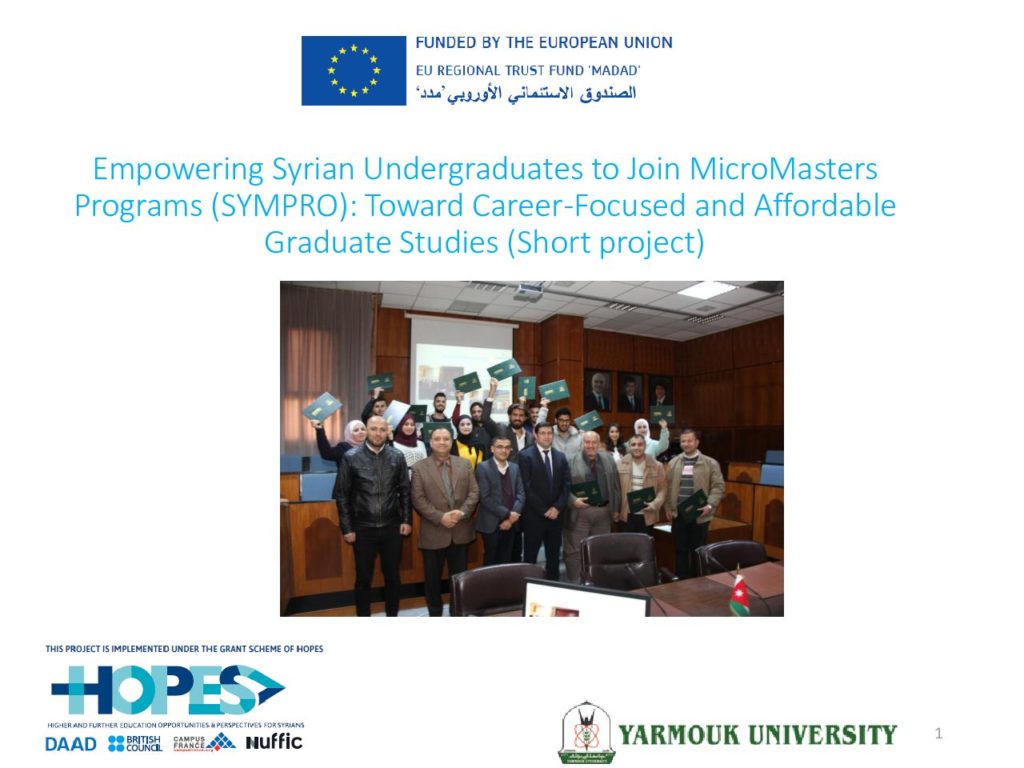 FUNDED BY THE EUROPEAN UNION
EU REGIONAL TRUST FUND 'MADAD'
الصندوق الاستئماني الأوروبي 'مدد'
Empowering Syrian Undergraduates to Join MicroMasters
Programs (SYMPRO): Toward Career-Focused and Affordable
Graduate Studies (Short project)
THIS PROJECT IS IMPLEMENTED UNDER THE GRANT SCHEME OF HOPES
HOPES
HIGHER AND FURTHER EDUCATION OPPORTUNITIES & PERSPECTIVES FOR SYRIANS
DAAD
BRITISH
COUNCIL
CAMPUS
FRANCE
nuffic
YARMOUK UNIVERSITY
YARMOUK UNIVERSITY
1